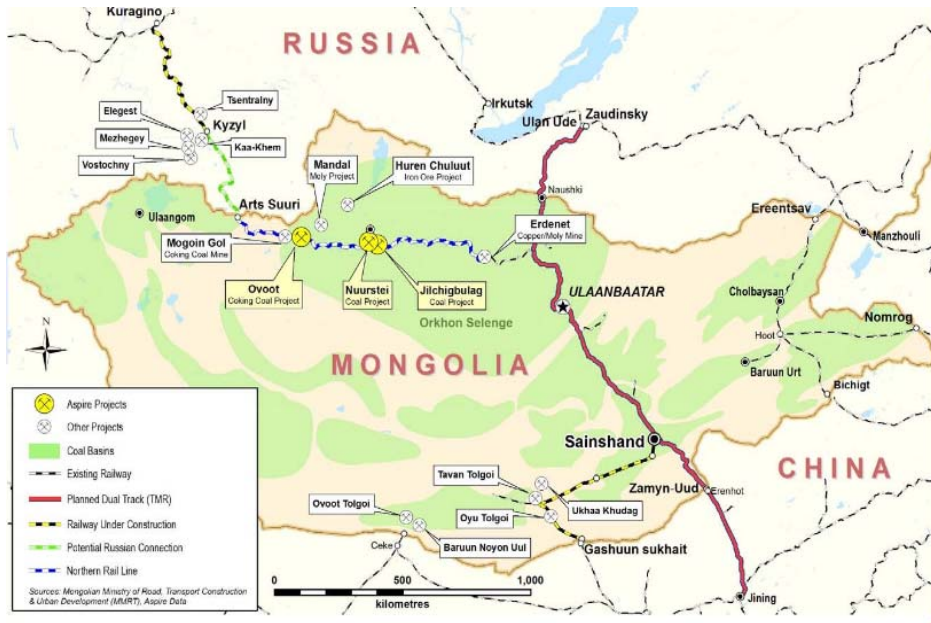 Kuragino
RUSSIA
Tsentralny
Irkutsk
Ulan Ude
Zaudinsky
Elegest
Kyzyl
Mezhegey
Kaa-Khem
Vostochny
Mandal
Moly Project
Huren Chuluut
Iron Ore Project
Naushki
Arts Suuri
Ulaangom
Ereentsav
Erdenet
Copper/Moly Mine
Manzhouli
Mogoin Gol
Coking Coal Mine
Ovoot
Coking Coal Project
Nuurstei
Coal Project
Jilchigbulag
Coal Project
ULAANBAATAR
Cholbaysan
Orkhon Selenge
Nomrog
Hoot
N
MONGOLIA
Baruun Urt
Bichigt
Aspire Projects
Other Projects
Coal Basins
Existing Railway
Planned Dual Track (TMR)
Railway Under Construction
Potential Russian Connection
Northern Rail Line
Sources: Mongolian Minstry of Road, Transport Construction
& Urban Development (MMRT), Aspire Data
Sainshand
CHINA
Tavan Tolgoi
Zamyn-Uud
Erenhot
Ukhaa Khudag
Ovoot Tolgoi
Oyu Tolgoi
Ceke
Baruun Noyon Uul
Gashuun sukhait
0
500
1,000
kilometres
Jining